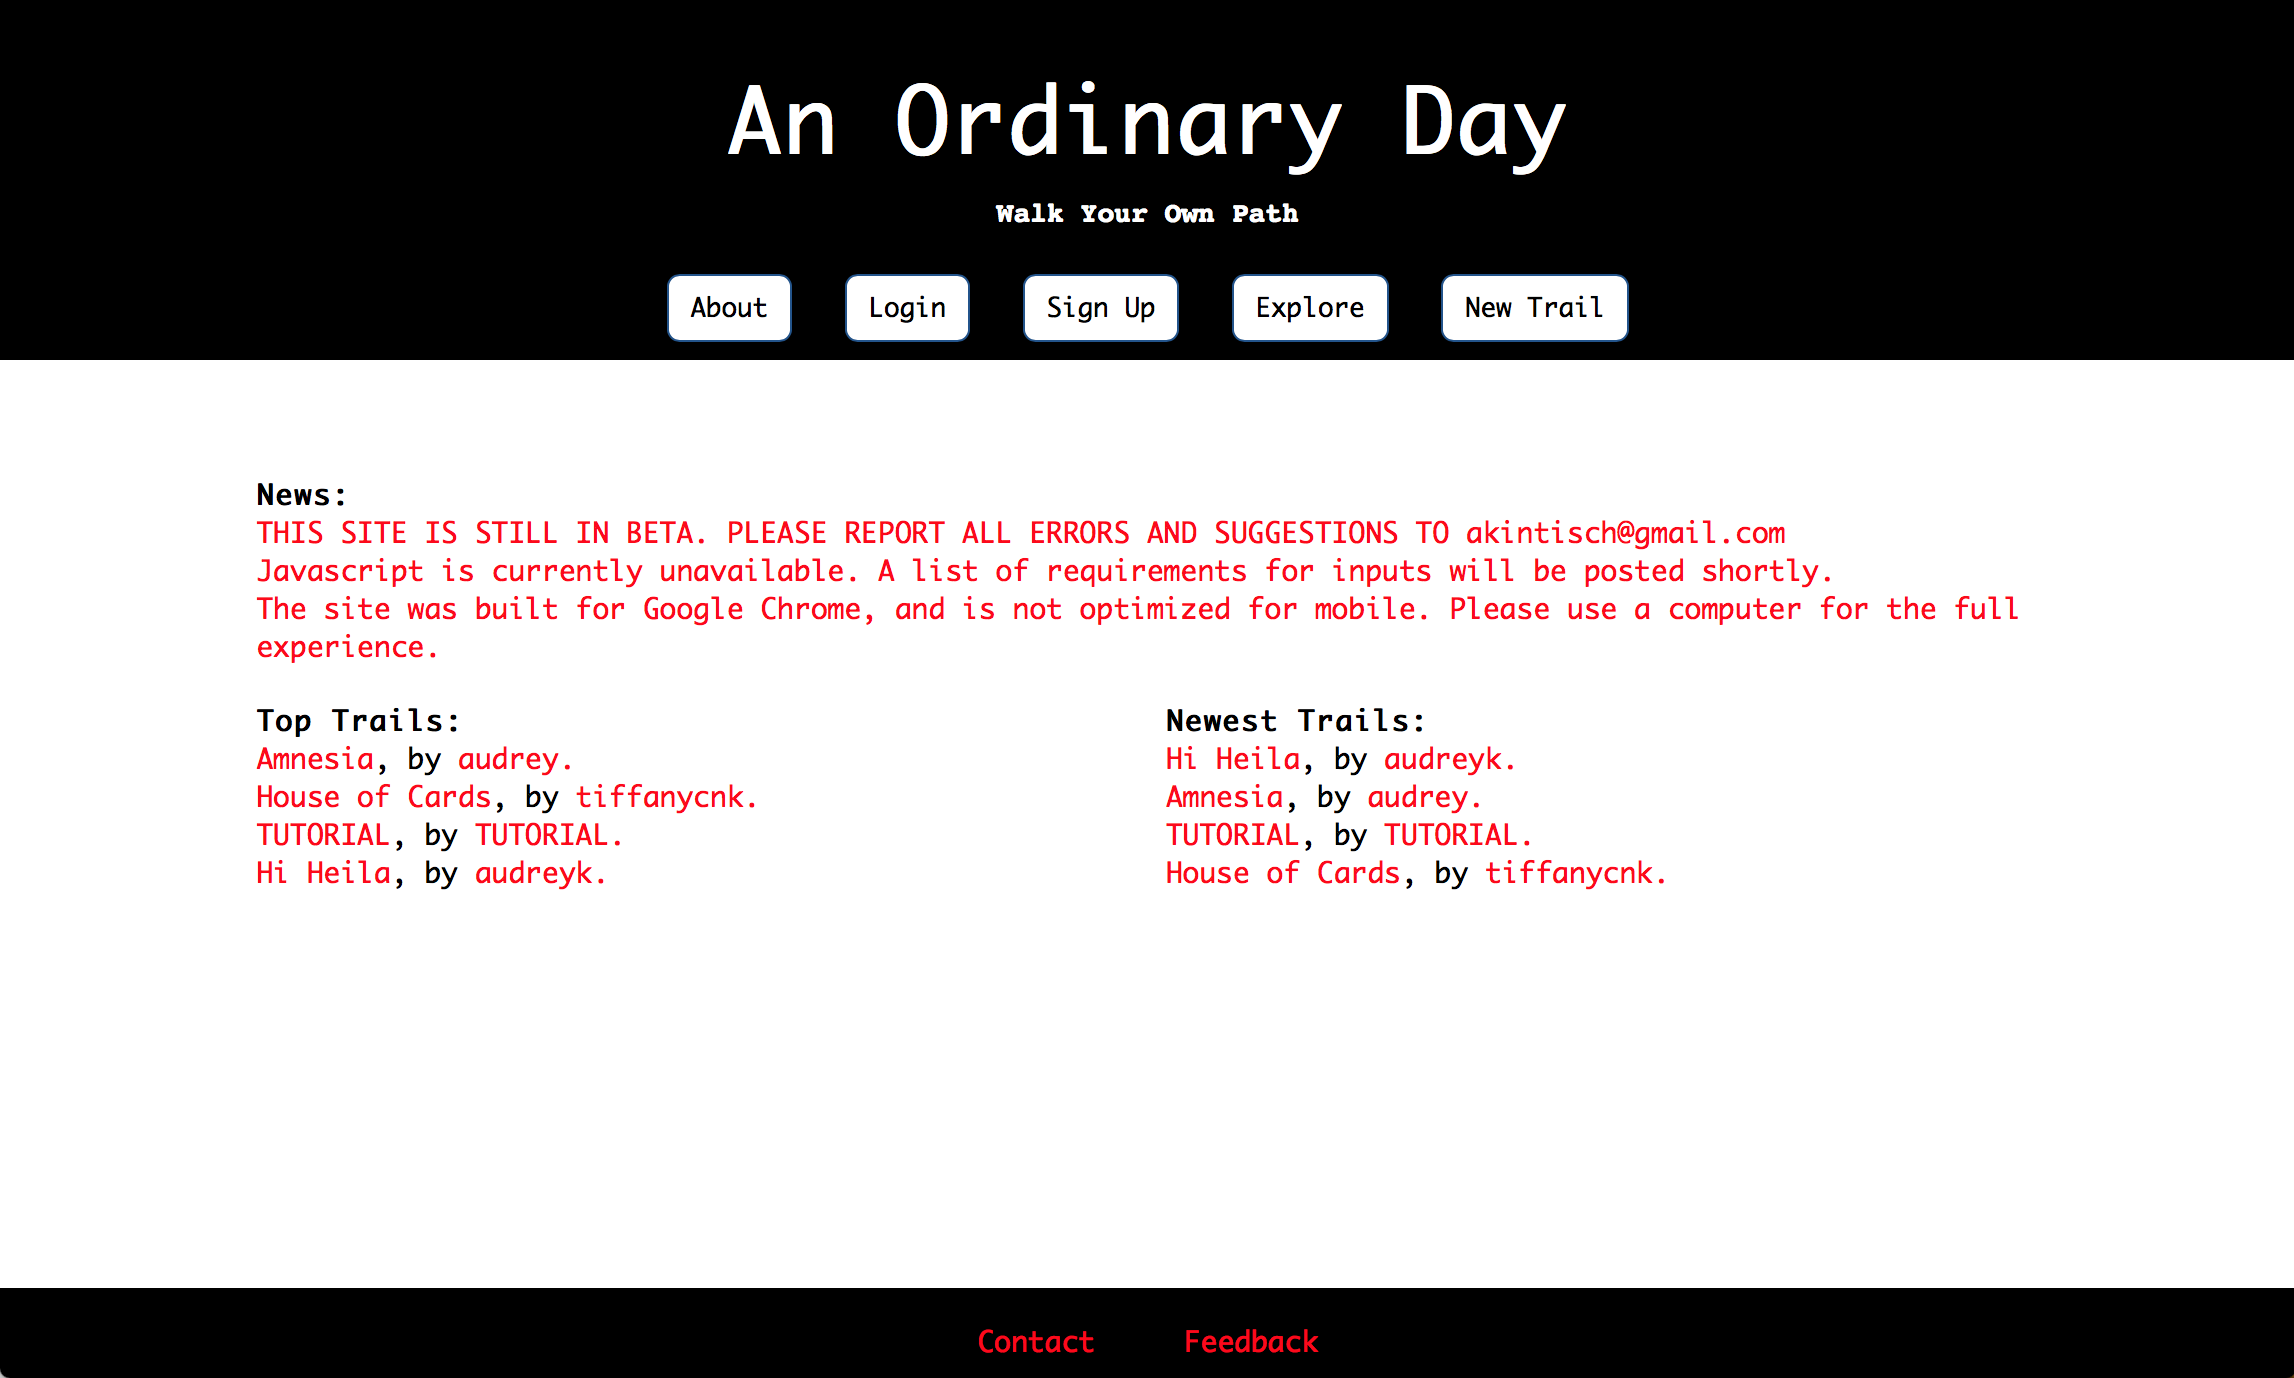 An Ordinary Day
Walk Your Own Path
About Login Sign Up Explore New Trail
News:
THIS SITE IS STILL IN BETA. PLEASE REPORT ALL ERRORS AND SUGGESTIONS TO akintisch@gmail.com
Javascript is currently unavailable. A list of requirements for inputs will be posted shortly.
The site was built for Google Chrome, and is not optimized for mobile. Please use a computer for the full
experience.
Top Trails:
Amnesia, by audrey.
House of Cards, by tiffanycnk.
TUTORIAL, by TUTORIAL.
Hi Heila, by audreyk.
Newest Trails:
Hi Heila, by audreyk.
Amnesia, by audrey.
TUTORIAL, by TUTORIAL.
House of Cards, by tiffanycnk.
Contact Feedback